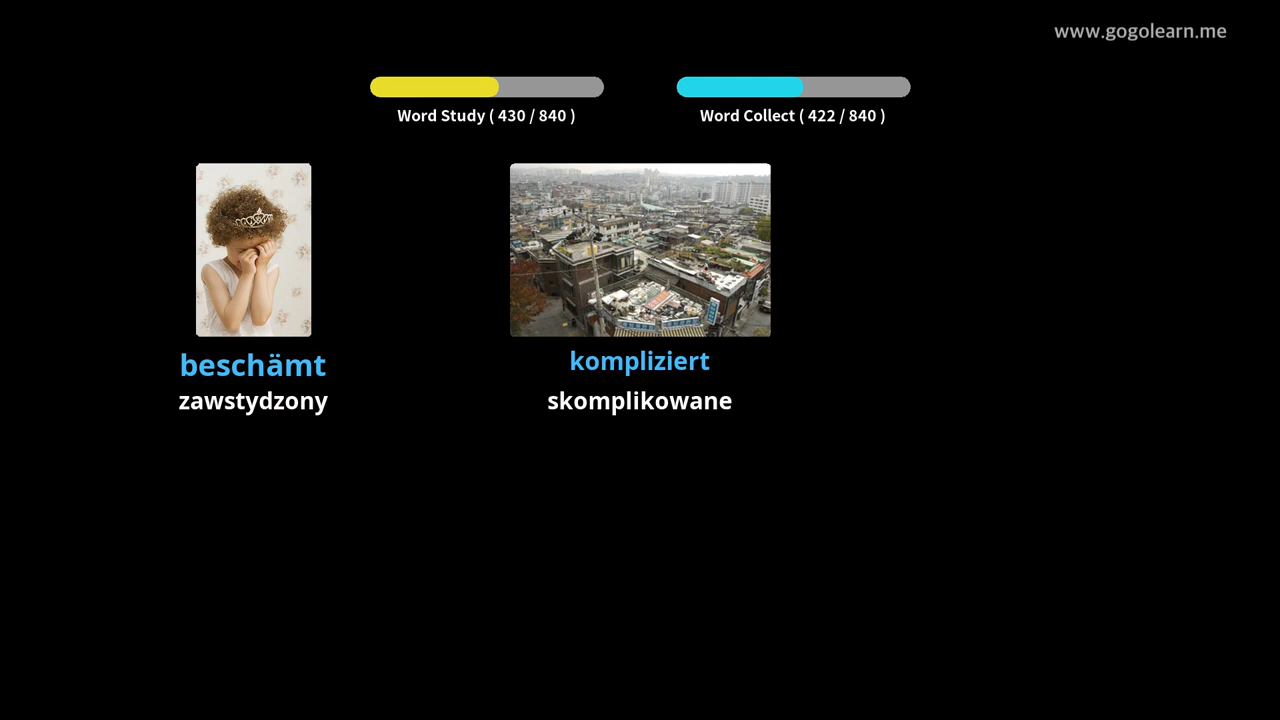 www.gogolearn.me
Word Study ( 430 / 840 )
Word Collect ( 422 / 840 )
beschämt
zawstydzony
kompliziert
skomplikowane